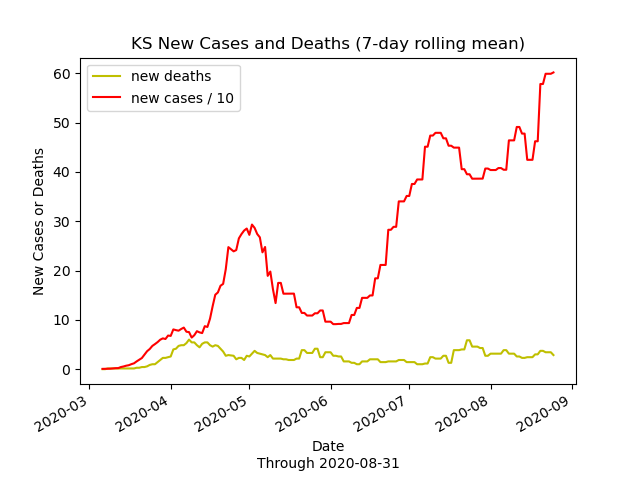 KS New Cases and Deaths (7-day rolling mean)
new deaths
new cases / 10
60
50
40
30
20
10
0
New Cases or Deaths
2020-03
2020-04
2020-05
2020-06
2020-07
2020-08
2020-09
Date
Through 2020-08-31